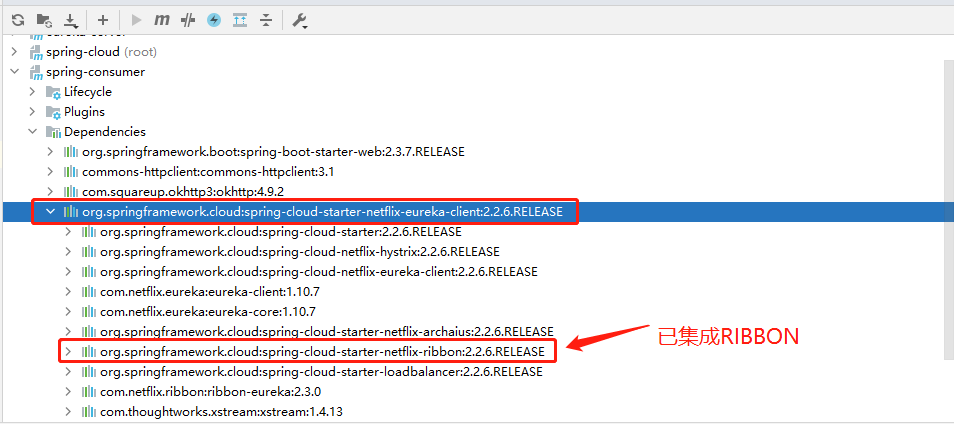 spring-cloud (root)
spring-consumer
Lifecycle
Plugins
Dependencies
org.springframework.boot:spring-boot-starter-web:2.3.7.RELEASE
commons-httpclient:commons-httpclient:3.1
com.squareup.okhttp3:okhttp:4.9.2
org.springframework.cloud:spring-cloud-starter-netflix-eureka-client:2.2.6.RELEASE
org.springframework.cloud:spring-cloud-starter:2.2.6.RELEASE
org.springframework.cloud:spring-cloud-netflix-hystrix:2.2.6.RELEASE
org.springframework.cloud:spring-cloud-netflix-eureka-client:2.2.6.RELEASE
com.netflix.eureka:eureka-client:1.10.7
com.netflix.eureka:eureka-core:1.10.7
org.springframework.cloud:spring-cloud-starter-netflix-archaius:2.2.6.RELEASE
已集成RIBBON
org.springframework.cloud:spring-cloud-starter-netflix-ribbon:2.2.6.RELEASE
org.springframework.cloud:spring-cloud-starter-loadbalancer:2.2.6.RELEASE
com.netflix.ribbon:ribbon-eureka:2.3.0
com.thoughtworks.xstream:xstream:1.4.13